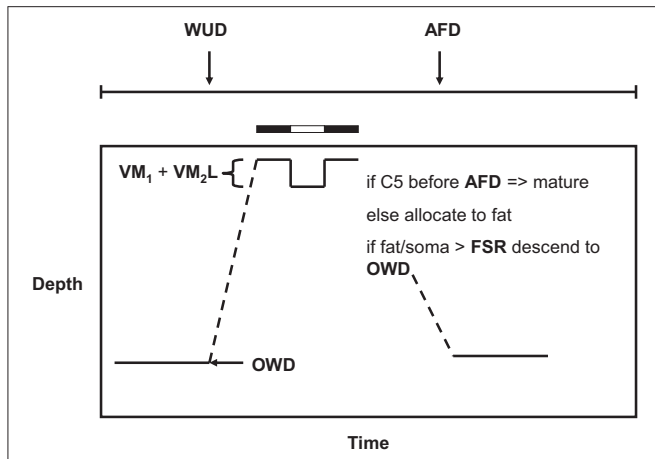 WUD
AFD
VM₁ + VM₂L
if C5 before AFD => mature
else allocate to fat
if fat/soma > FSR descend to
OWD
Depth
OWD
Time